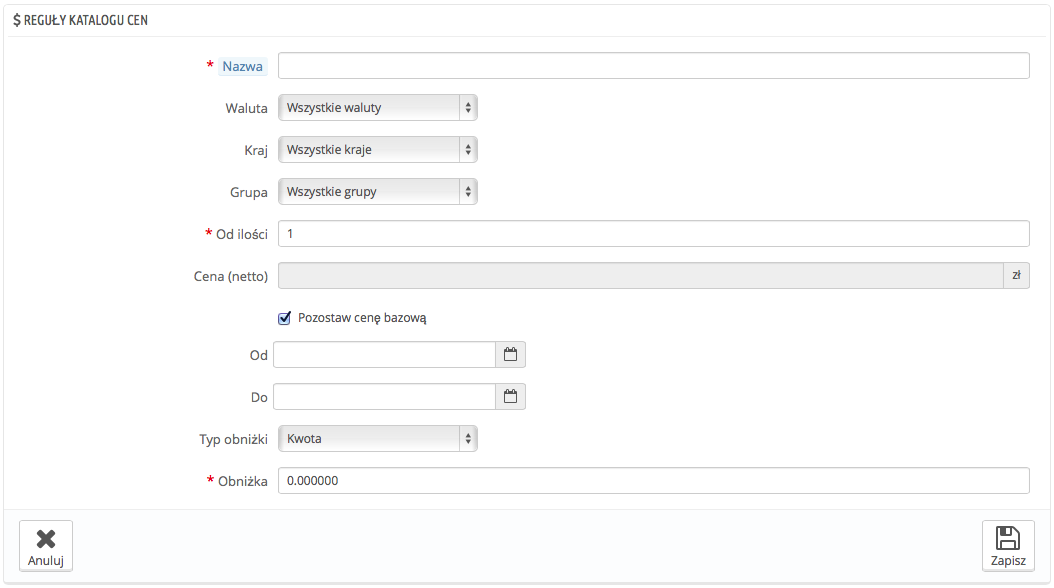 $ REGUŁY KATALOGU CEN
* Nazwa
Waluta Wszystkie waluty
Kraj Wszystkie kraje
Grupa Wszystkie grupy
* Od ilości 1
Cena (netto) zł
Pozostaw cenę bazową
Od
Do
Typ obniżki Kwota
* Obniżka 0.000000
Anuluj Zapisz